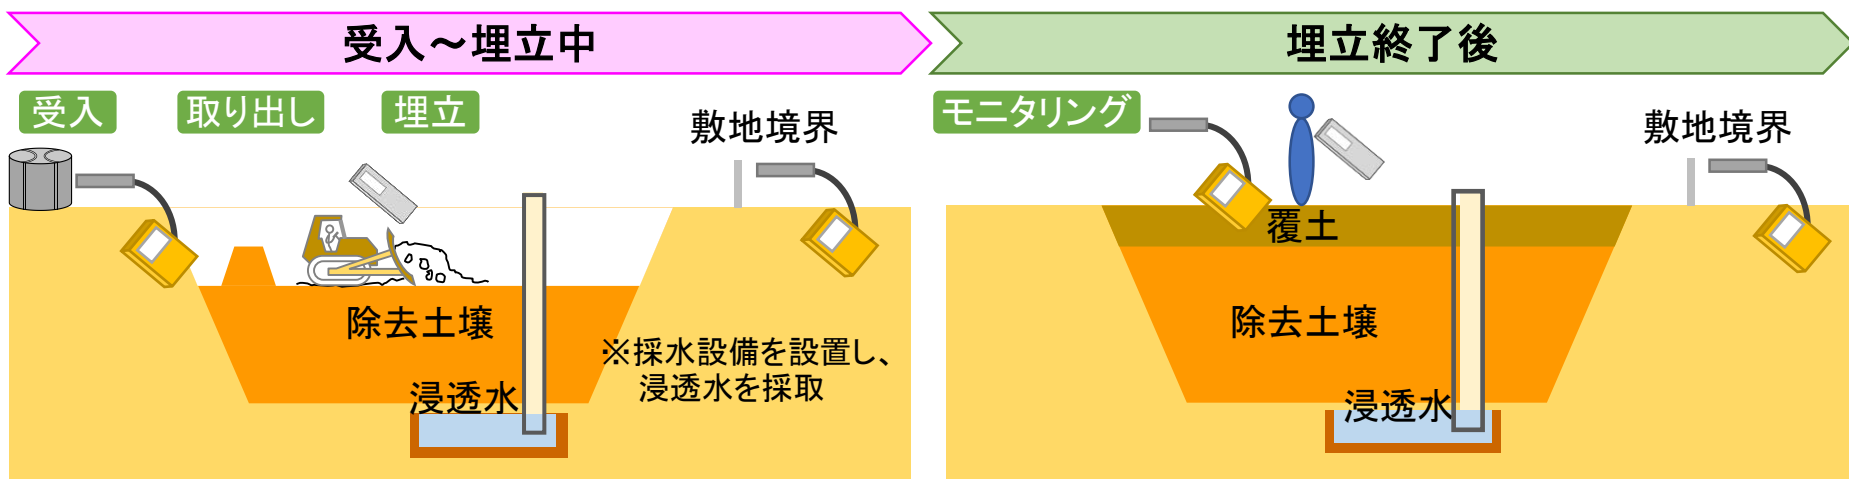 受入～埋立中
受入
取り出し
埋立
敷地境界
除去土壌
※採水設備を設置し、
浸透水を採取
浸透水
埋立終了後
モニタリング
敷地境界
覆土
除去土壌
浸透水